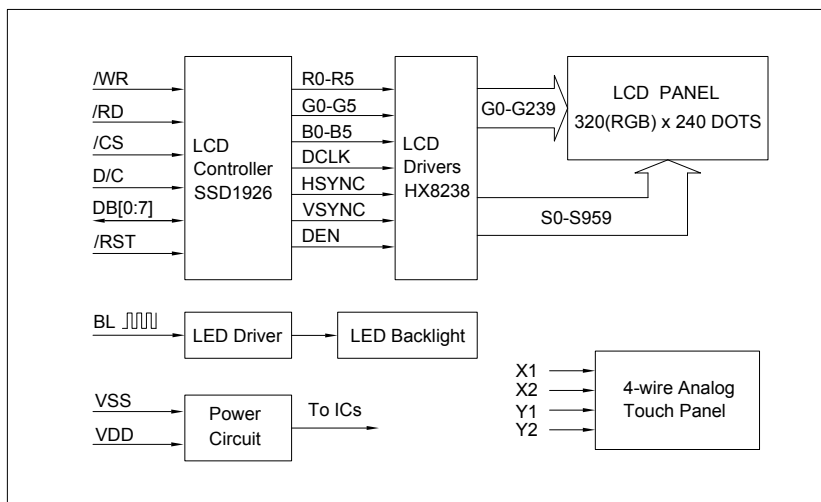 /WR
/RD
/CS
D/C
DB[0:7]
/RST
LCD
Controller
SSD1926
R0-R5
G0-G5
B0-B5
DCLK
HSYNC
VSYNC
DEN
LCD
Drivers
HX8238
G0-G239
S0-S959
LCD PANEL
320(RGB) x 240 DOTS
BL
LED Driver
LED Backlight
VSS
VDD
Power
Circuit
To ICs
X1
X2
Y1
Y2
4-wire Analog
Touch Panel